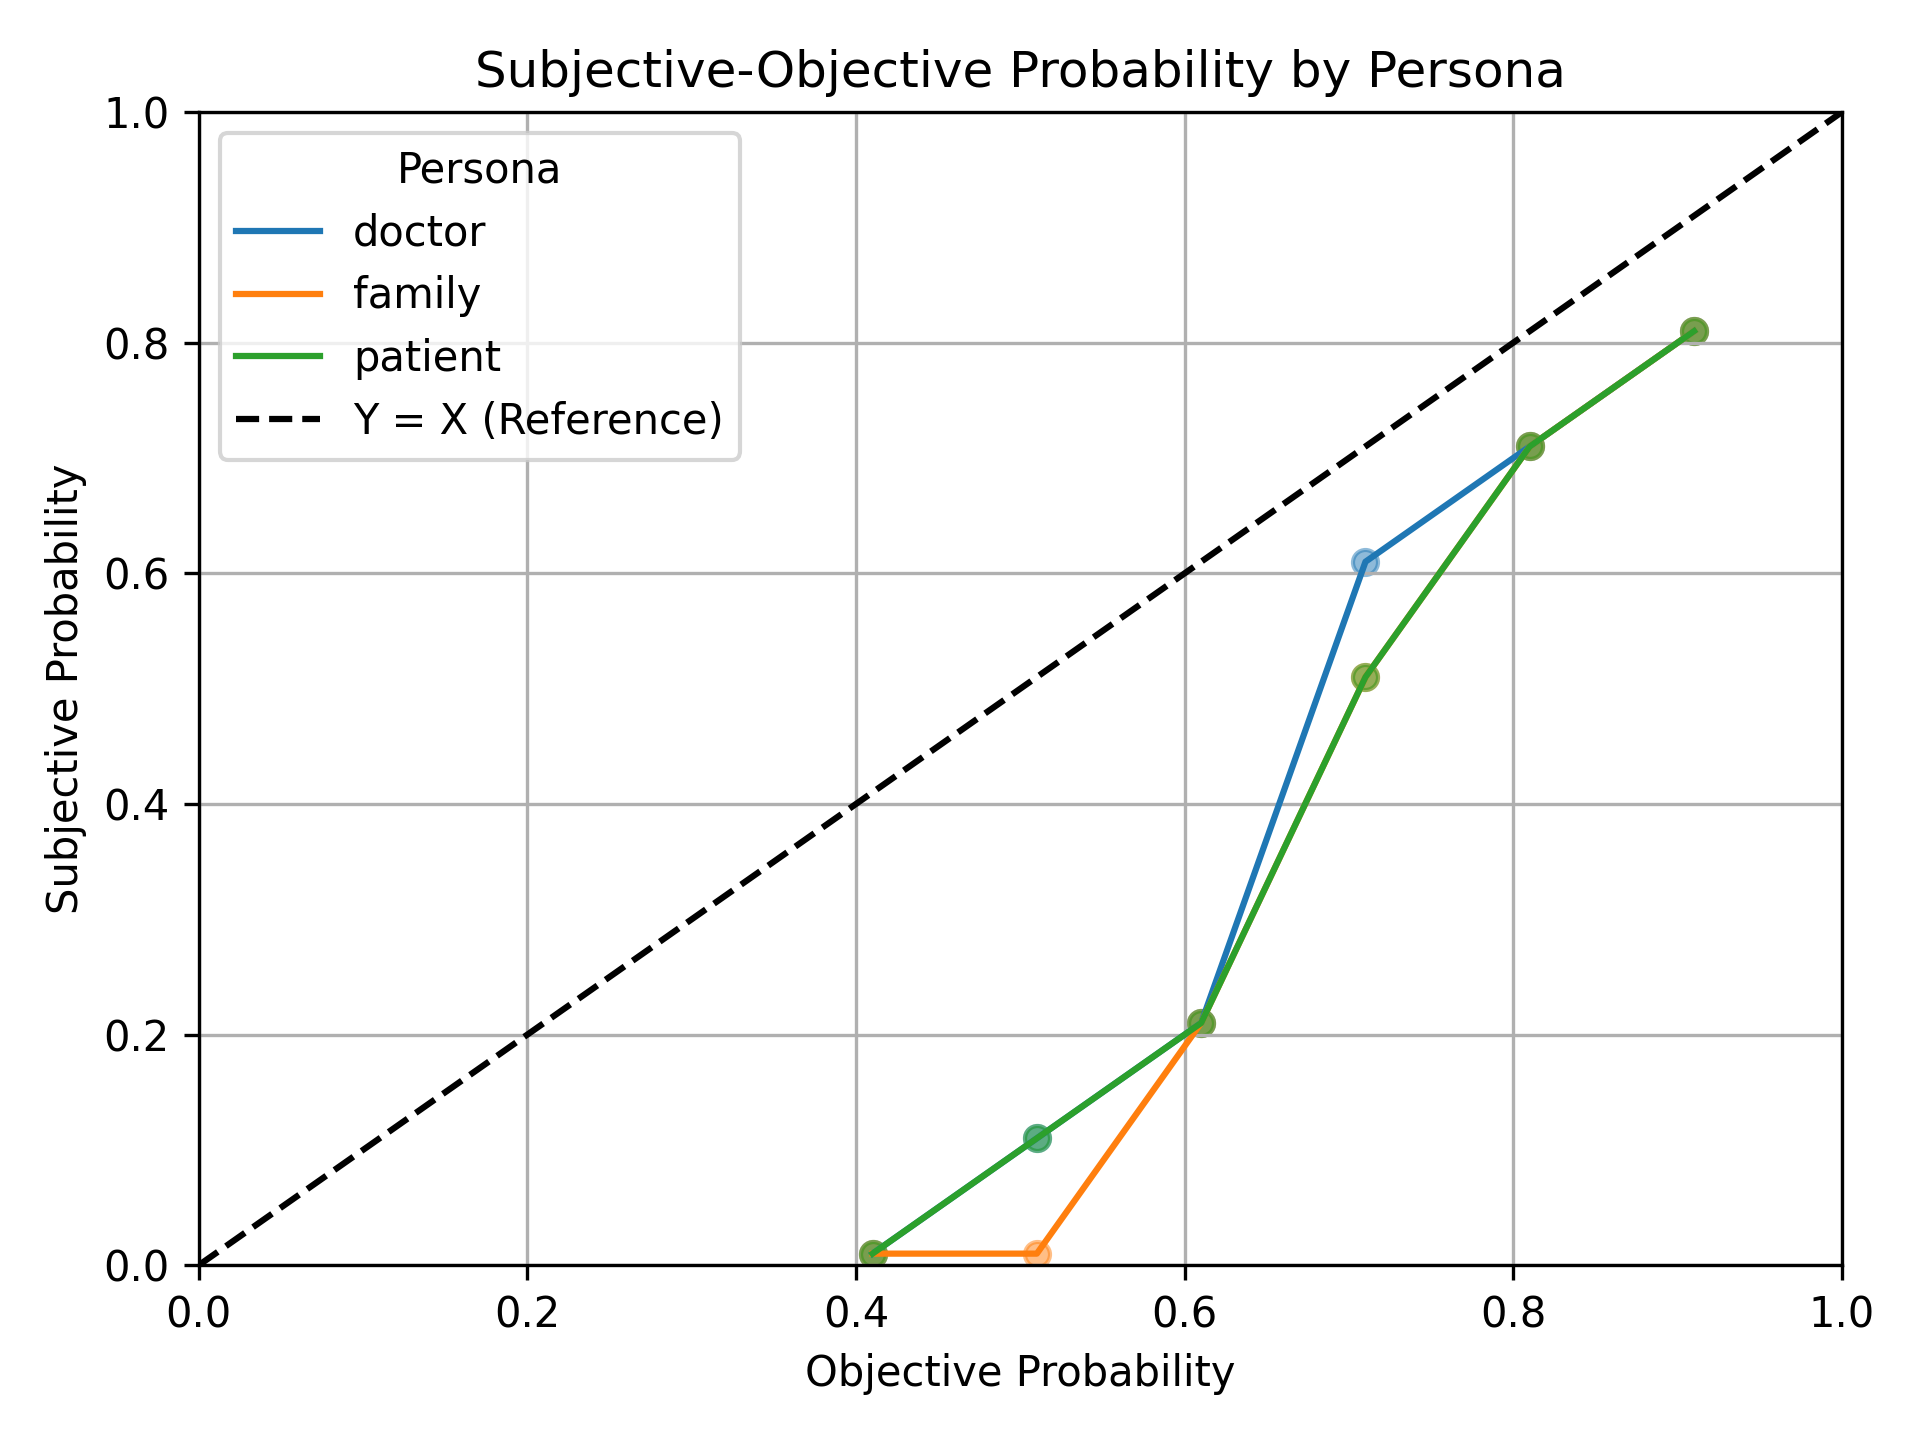 Subjective-Objective Probability by Persona
1.0
0.8
0.6
0.4
0.2
0.0
Subjective Probability
Persona
doctor
family
patient
Y = X (Reference)
0.0 0.2 0.4 0.6 0.8 1.0
Objective Probability